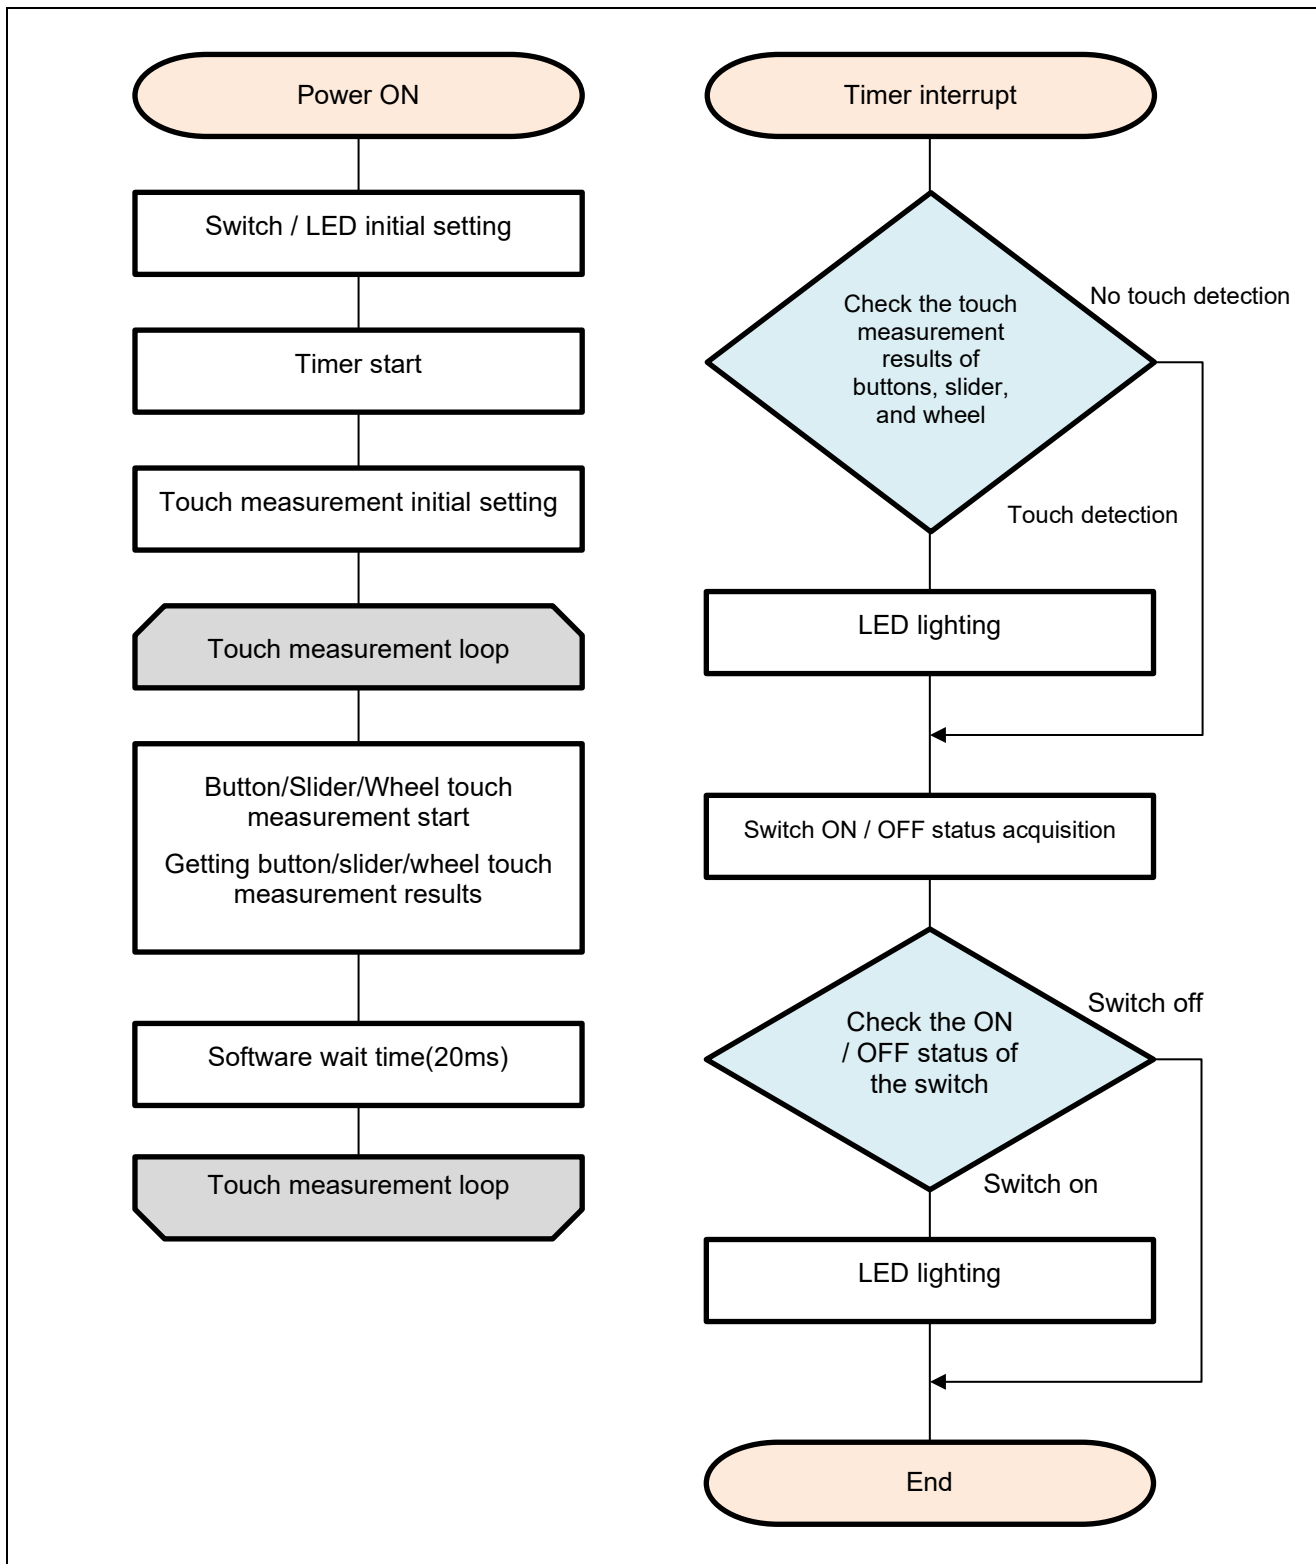 Power ON
Switch / LED initial setting
Timer start
Touch measurement initial setting
Touch measurement loop
Button/Slider/Wheel touch
measurement start
Getting button/slider/wheel touch
measurement results
Software wait time(20ms)
Touch measurement loop
Timer interrupt
Check the touch
measurement
results of
buttons, slider,
and wheel
No touch detection
Touch detection
LED lighting
Switch ON / OFF status acquisition
Check the ON
/ OFF status of
the switch
Switch off
Switch on
LED lighting
End